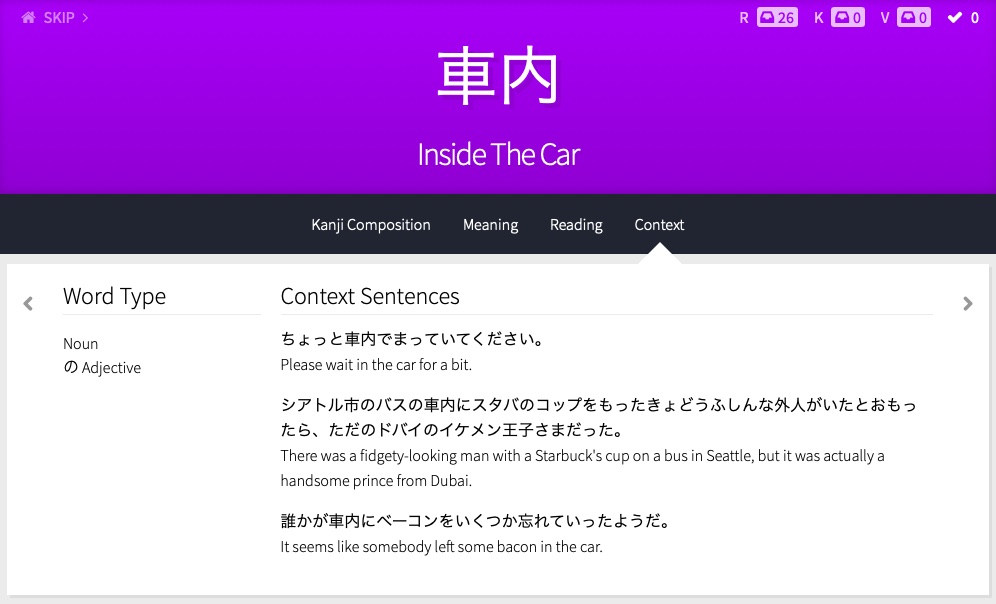 SKIP
R 26 K 0 V 0 0
車内
Inside The Car
Kanji Composition Meaning Reading Context
Word Type
Noun
の Adjective
Context Sentences
ちょっと車内でまっていてください。
Please wait in the car for a bit.
シアトル市のバスの車内にスタバのコップをもったきょどうふしんな外人がいたとおもっ
たら、ただのドバイのイケメン王子さまだった。
There was a fidgety-looking man with a Starbuck's cup on a bus in Seattle, but it was actually a
handsome prince from Dubai.
誰かが車内にベーコンをいくつか忘れていったようだ。
It seems like somebody left some bacon in the car.